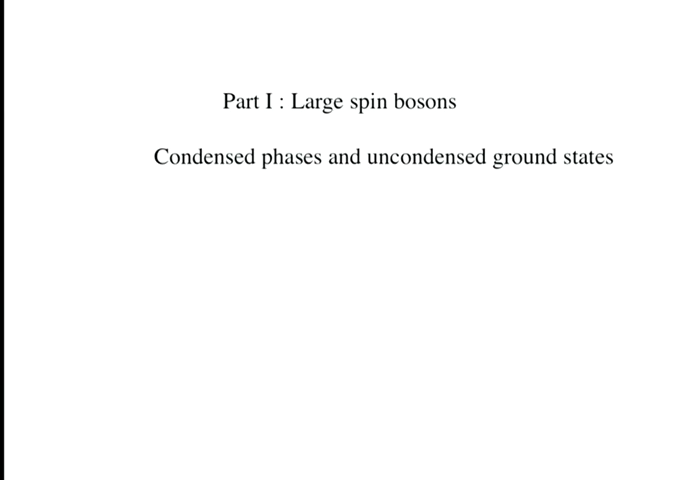 Part I : Large spin bosons
Condensed phases and uncondensed ground states